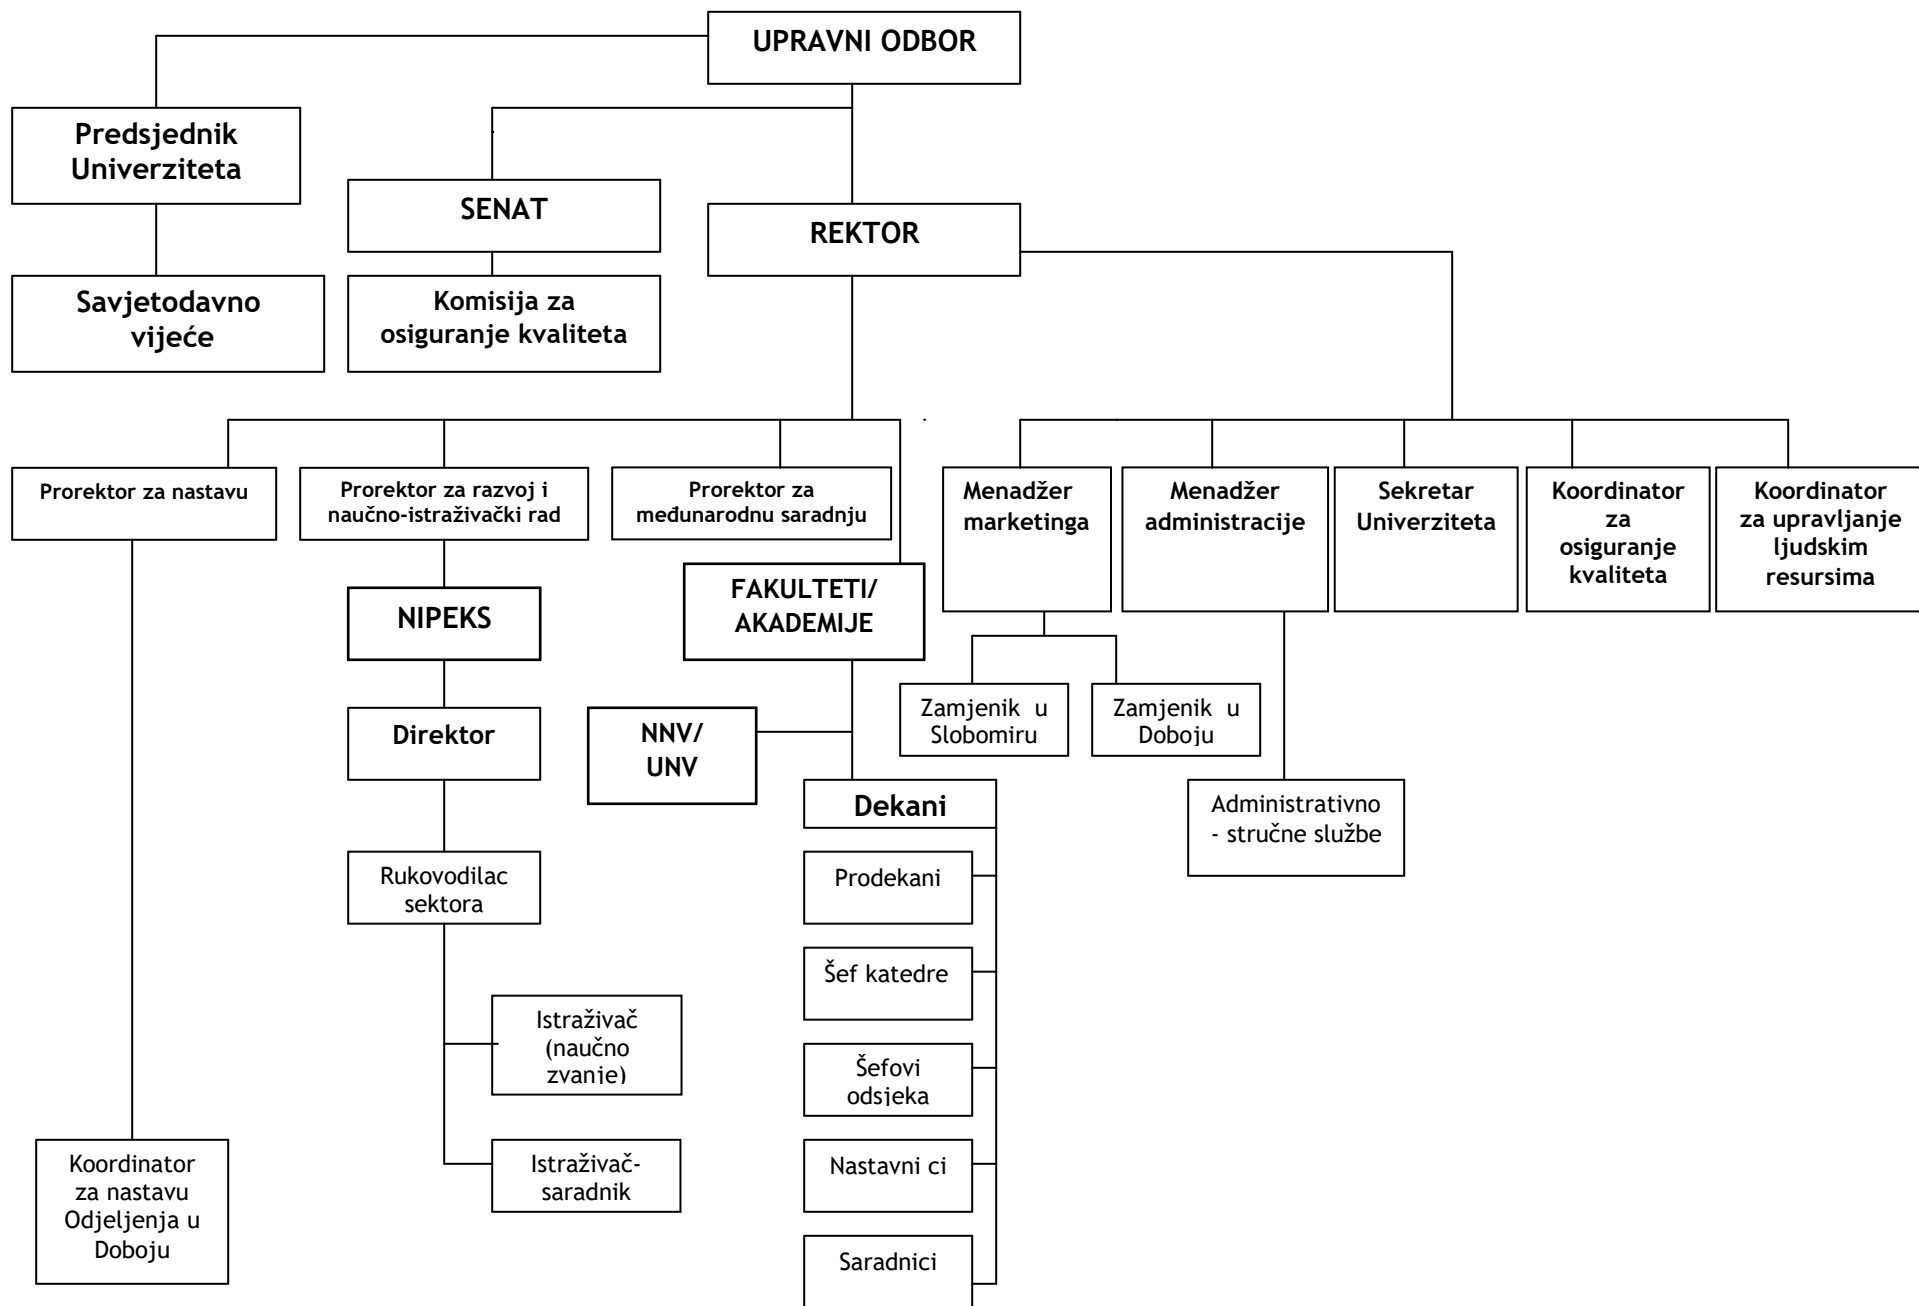 UPRAVNI ODBOR
Predsjednik
Univerziteta
SENAT
REKTOR
Savjetodavno
vijeće
Komisija za
osiguranje kvaliteta
Prorektor za nastavu
Prorektor za razvoj i
naučno-istraživački rad
Prorektor za
međunarodnu saradnju
Menadžer
marketinga
Menadžer
administracije
Sekretar
Univerziteta
Koordinator
za
osiguranje
kvaliteta
Koordinator
za upravljanje
ljudskim
resursima
NIPEKS
FAKULTETI/
AKADEMIJE
Zamjenik u
Slobomiru
Zamjenik u
Doboju
Direktor
NNV/
UNV
Dekani
Administrativno
- stručne službe
Rukovodilac
sektora
Prodekani
Šef katedre
Istraživač
(naučno
zvanje)
Šefovi
odsjeka
Istraživač-
saradnik
Nastavni ci
Koordinator
za nastavu
Odjeljenja u
Doboju
Saradnici